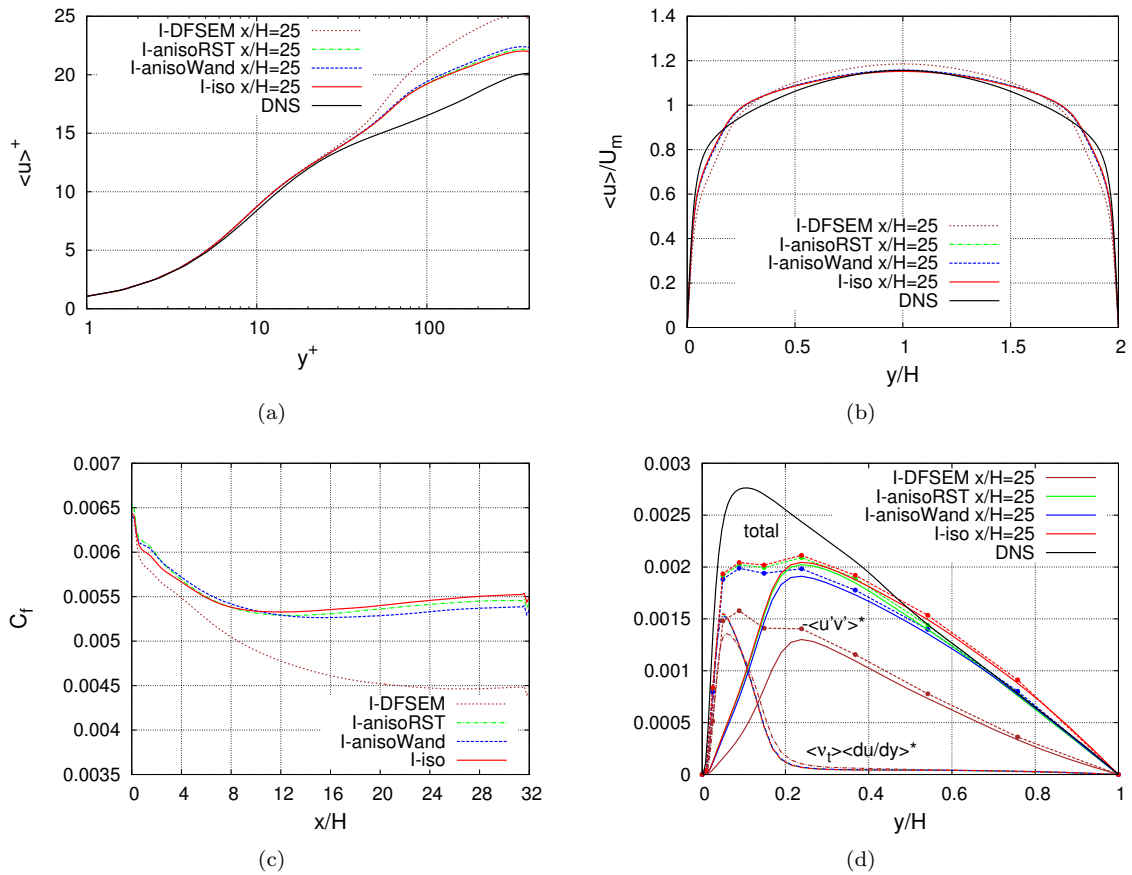 25
20
15
10
5
0
<u>+
I-DFSEM x/H=25
I-anisoRST x/H=25
I-anisoWand x/H=25
I-iso x/H=25
DNS
1
10
100
y+
(a)
1.4
1.2
1
0.8
0.6
0.4
0.2
0
<u>/Um
I-DFSEM x/H=25
I-anisoRST x/H=25
I-anisoWand x/H=25
I-iso x/H=25
DNS
0
0.5
1
1.5
2
y/H
(b)
0.007
0.0065
0.006
0.0055
0.005
0.0045
0.004
0.0035
Cf
I-DFSEM
I-anisoRST
I-anisoWand
I-iso
0 4 8 12 16 20 24 28 32
x/H
(c)
0.003
0.0025
0.002
0.0015
0.001
0.0005
0
I-DFSEM x/H=25
I-anisoRST x/H=25
I-anisoWand x/H=25
I-iso x/H=25
DNS
total
-<u'v'>*
<νt><du/dy>*
0 0.2 0.4 0.6 0.8 1
y/H
(d)